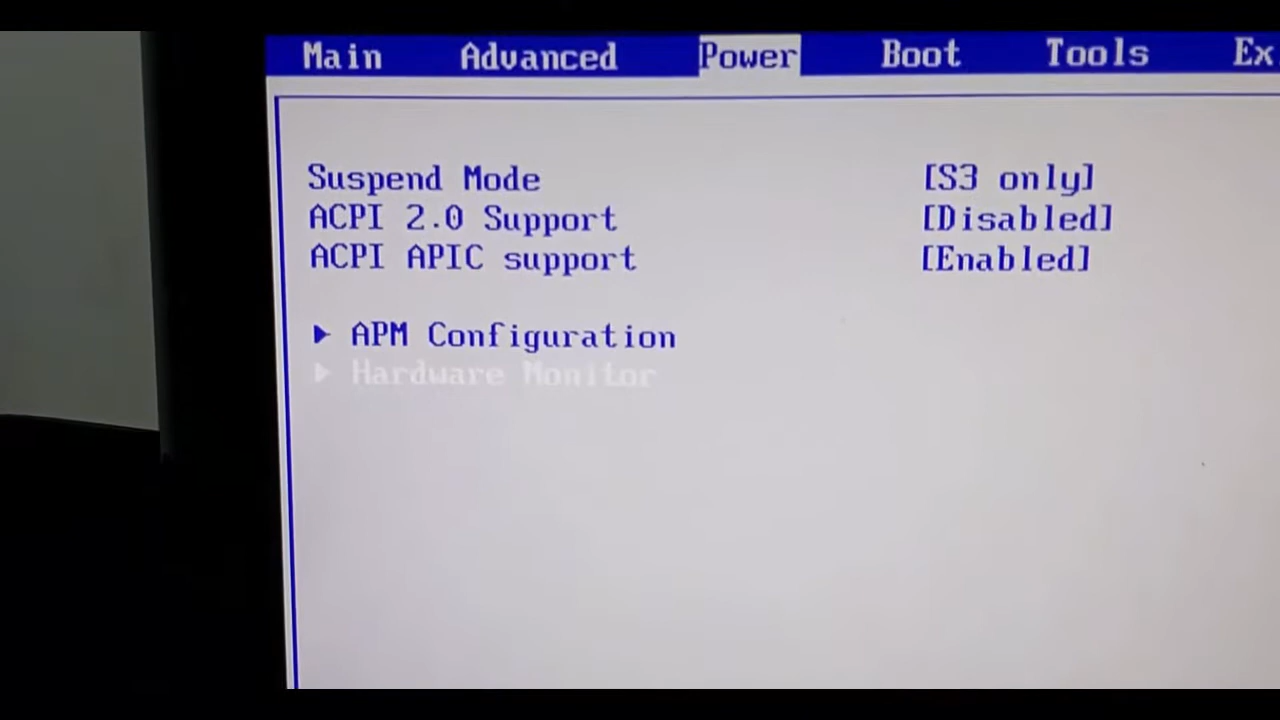 Main Advanced Power Boot Tools Ex
Suspend Mode [S3 only]
ACPI 2.0 Support [Disabled]
ACPI APIC support [Enabled]
▶ APM Configuration
▶ Hardware Monitor